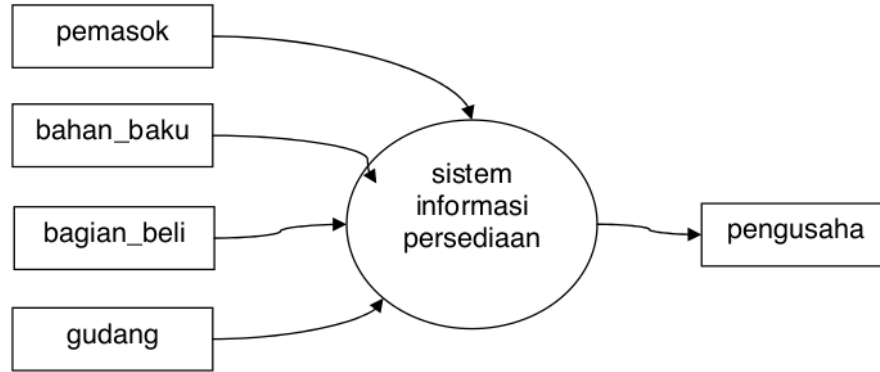 pemasok
bahan_baku
bagian_beli
gudang
sistem
informasi
persediaan
pengusaha